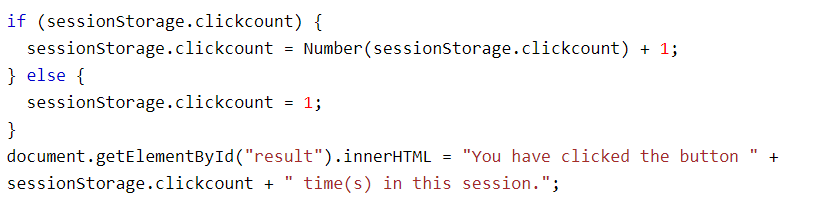 if (sessionStorage.clickcount) {
  sessionStorage.clickcount = Number(sessionStorage.clickcount) + 1;
} else {
  sessionStorage.clickcount = 1;
}
document.getElementById("result").innerHTML = "You have clicked the button " +
sessionStorage.clickcount + " time(s) in this session.";